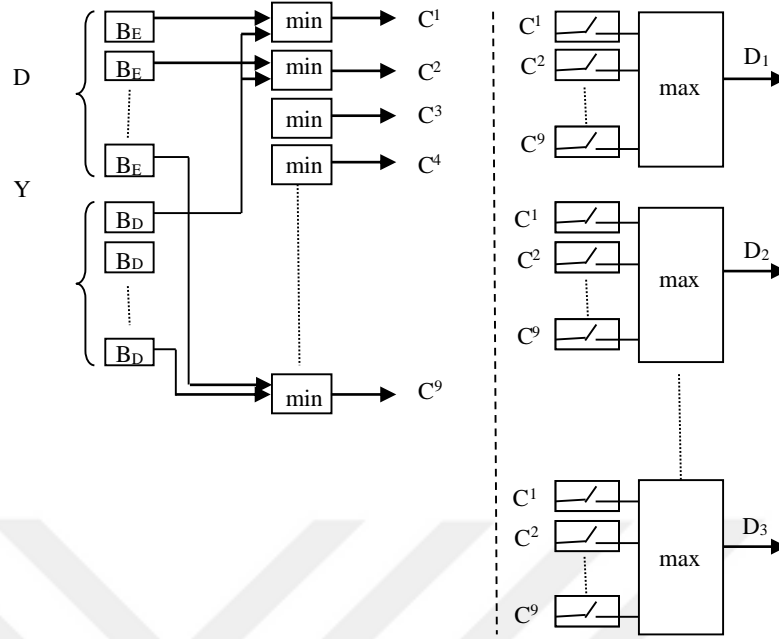 B_E min C¹
B_E min C²
D
min C³
B_E min C⁴
Y
B_D
B_D
B_D
min C⁹
C¹
C² max D₁
C⁹
C¹
C² max D₂
C⁹
C¹
C² max D₃
C⁹